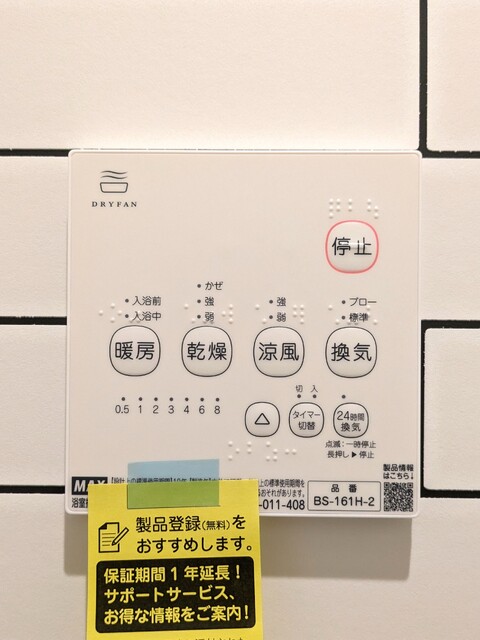 DRYFAN
停止
かぜ
入浴前 強 強 ブロー
入浴中 弱 弱 標準
暖房 乾燥 涼風 換気
切 入
0.5 1 2 3 4 6 8
△ タイマー切替 24時間換気
点滅：一時停止
長押し▶停止
製品情報
はこちら
MAX
品番
BS-161H-2
-011-408
製品登録(無料)を
おすすめします。
保証期間1年延長！
サポートサービス、
お得な情報をご案内！